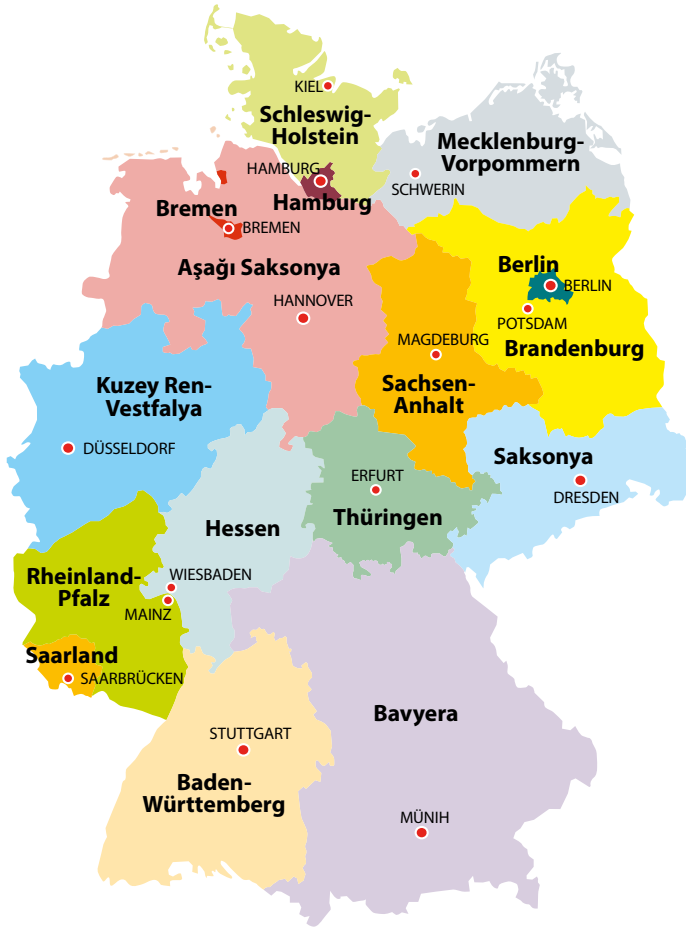 KIEL
Schleswig-
Holstein
Mecklenburg-
Vorpommern
HAMBURG
SCHWERIN
Hamburg
Bremen
BREMEN
Aşağı Saksonya
Berlin
BERLIN
HANNOVER
POTSDAM
MAGDEBURG
Brandenburg
Kuzey Ren-
Vestfalya
Sachsen-
Anhalt
DÜSSELDORF
Saksonya
ERFURT
DRESDEN
Thüringen
Hessen
Rheinland-
Pfalz
WIESBADEN
MAINZ
Saarland
SAARBRÜCKEN
Bavyera
STUTTGART
Baden-
Württemberg
MÜNIH